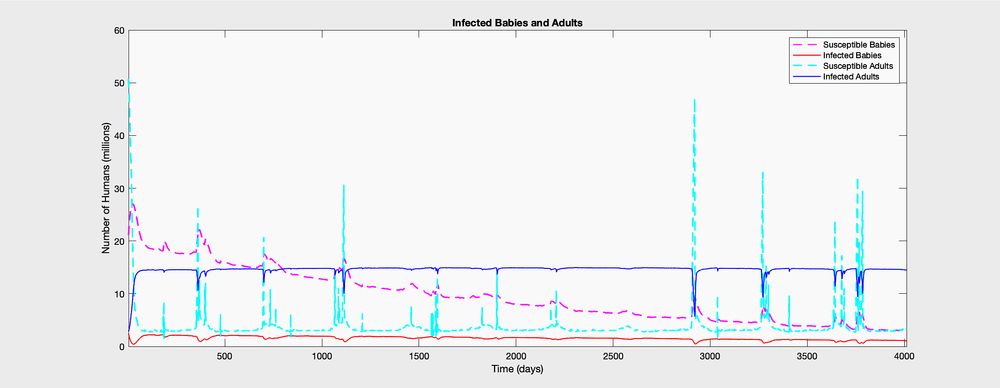 Infected Babies and Adults
60
50
40
30
20
10
0
Number of Humans (millions)
Susceptible Babies
Infected Babies
Susceptible Adults
Infected Adults
500
1000
1500
2000
2500
3000
3500
4000
Time (days)